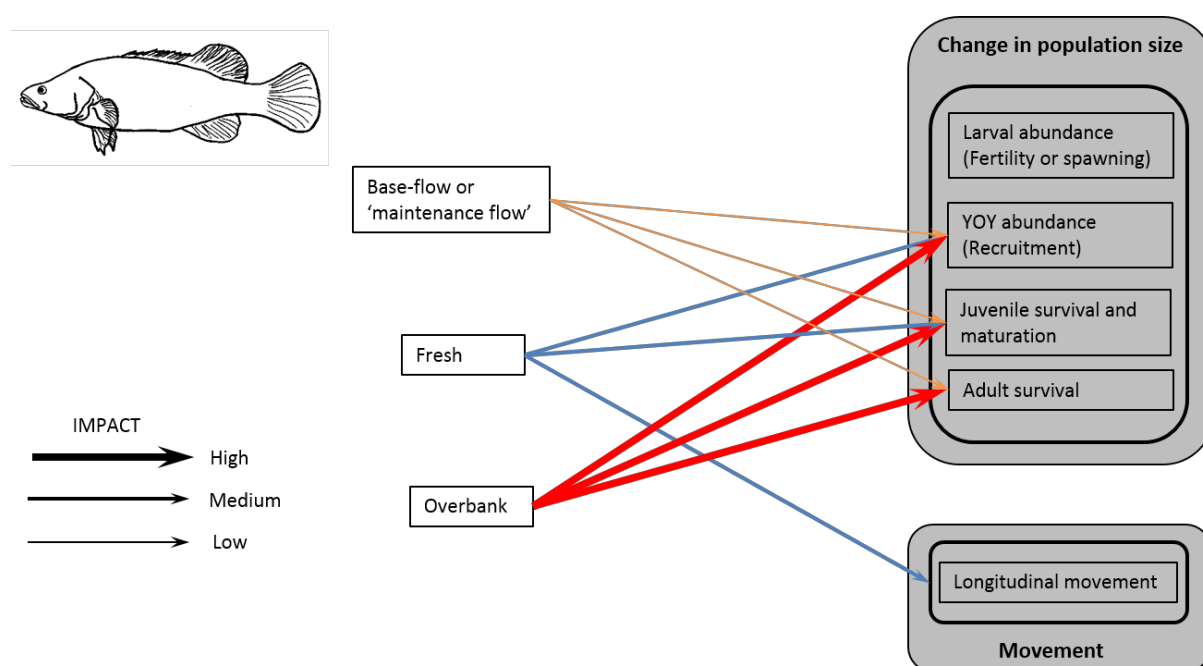 Change in population size
Larval abundance
(Fertility or spawning)
Base-flow or
‘maintenance flow’
YOY abundance
(Recruitment)
Juvenile survival and
maturation
Fresh
Adult survival
IMPACT
High
Medium
Low
Overbank
Longitudinal movement
Movement